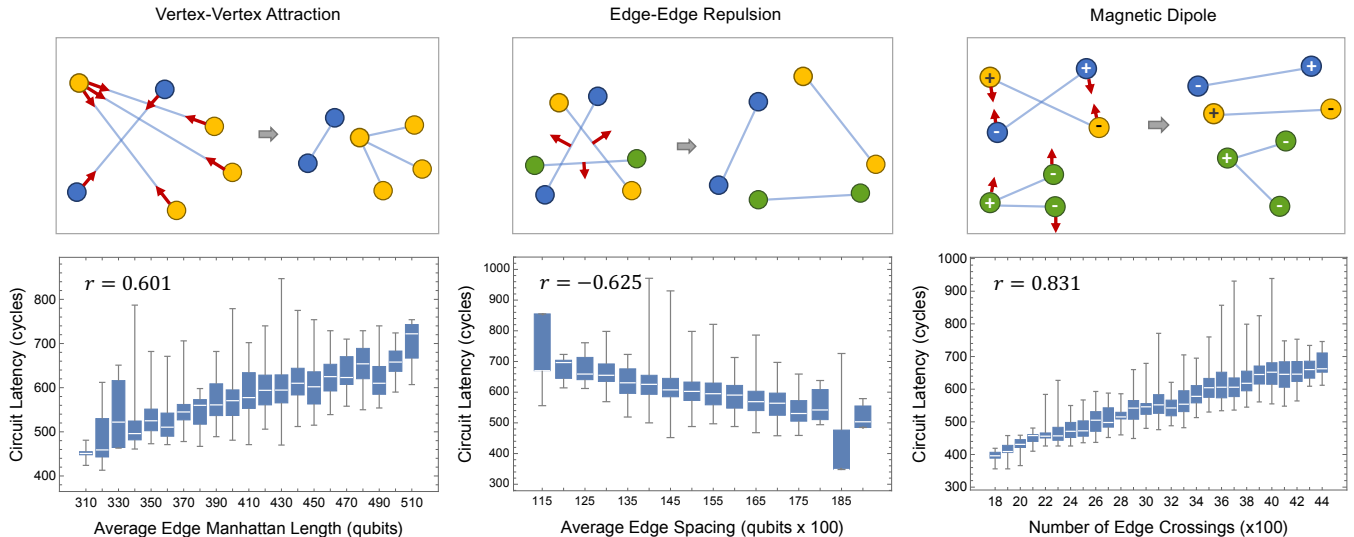 Vertex-Vertex Attraction
Edge-Edge Repulsion
Magnetic Dipole
+
+
-
-
+
-
-
+
-
+
-
+
-
-
r = 0.601
Circuit Latency (cycles)
800
700
600
500
400
310 330 350 370 390 410 430 450 470 490 510
Average Edge Manhattan Length (qubits)
r = −0.625
Circuit Latency (cycles)
1000
900
800
700
600
500
400
300
115 125 135 145 155 165 175 185
Average Edge Spacing (qubits x 100)
r = 0.831
Circuit Latency (cycles)
1000
900
800
700
600
500
400
300
18 20 22 24 26 28 30 32 34 36 38 40 42 44
Number of Edge Crossings (x100)